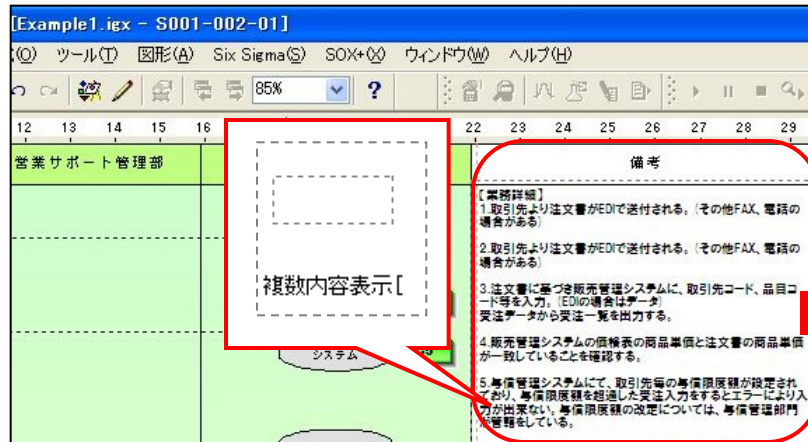 [Example1.igx - S001-002-01]
(O) ツール(T) 図形(A) Six Sigma(S) SOX+(X) ウィンドウ(W) ヘルプ(H)
85%
12 13 14 15 16 22 23 24 25 26 27 28 29
営業サポート管理部
備考
【業務詳細】
1.取引先より注文書がEDIで送付される。(その他FAX、電話の
場合がある)
2.取引先より注文書がEDIで送付される。(その他FAX、電話の
場合がある)
3.注文書に基づき販売管理システムに、取引先コード、品目コ
ード等を入力。(EDIの場合はデータ)
受注データから受注一覧を出力する。
4.販売管理システムの価格表の商品単価と注文書の商品単価
が一致していることを確認する。
5.与信管理システムにて、取引先毎の与信限度額が設定され
ており、与信限度額を超過した受注入力をするとエラーにより入
力が出来ない。与信限度額の改定については、与信管理部門
が管轄をしている。
複数内容表示[
システム